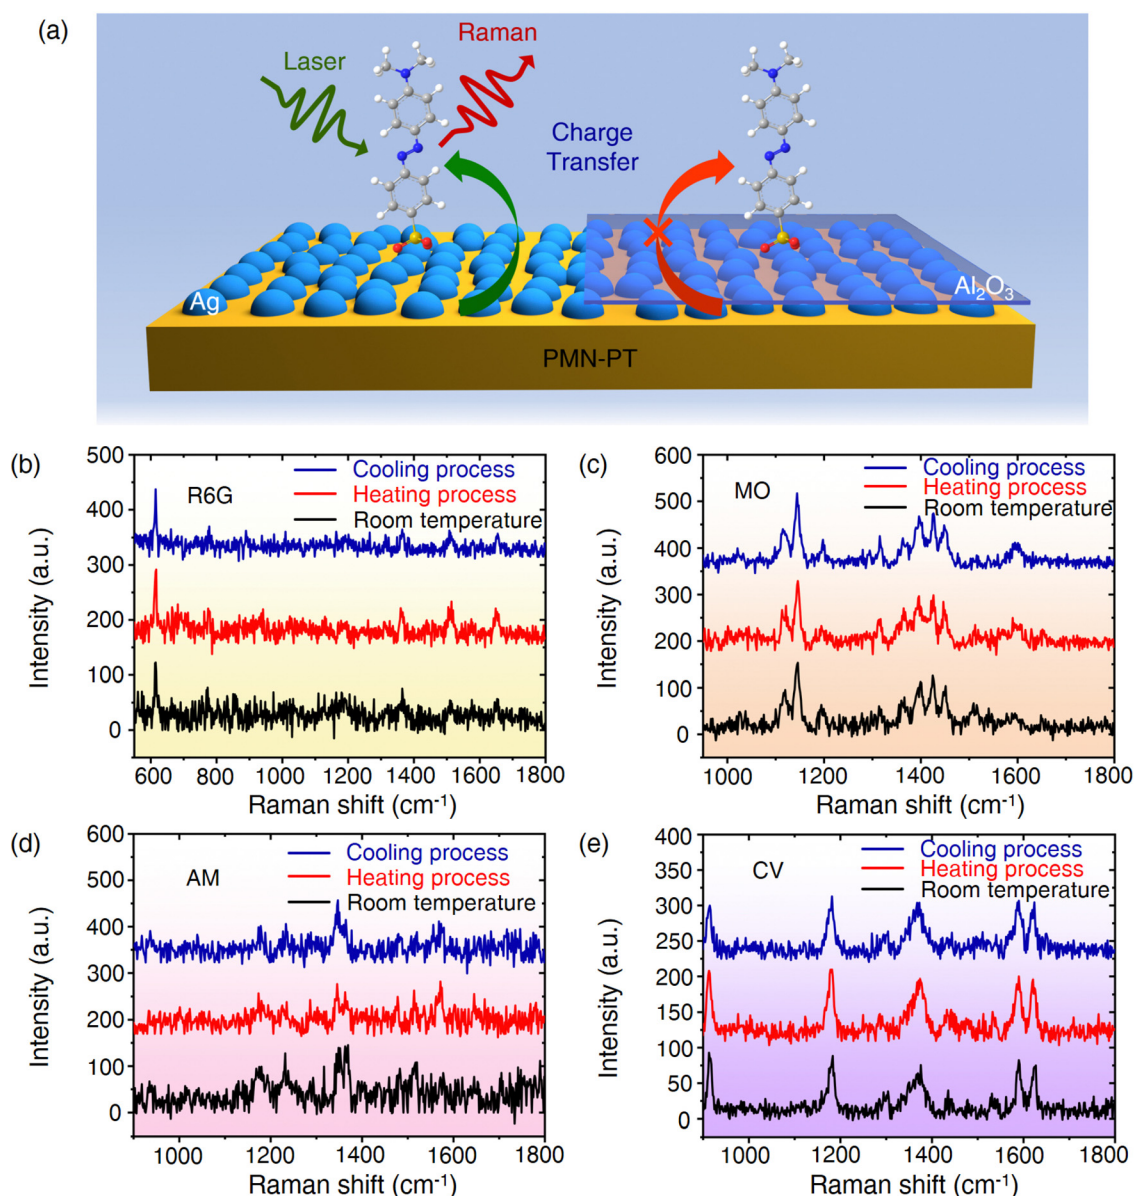 (a)
Laser
Raman
Charge
Transfer
Ag
Al₂O₃
PMN-PT
(b)
R6G
Cooling process
Heating process
Room temperature
Intensity (a.u.)
500
400
300
200
100
0
600 800 1000 1200 1400 1600 1800
Raman shift (cm⁻¹)
(c)
MO
Cooling process
Heating process
Room temperature
Intensity (a.u.)
600
500
400
300
200
100
0
1000 1200 1400 1600 1800
Raman shift (cm⁻¹)
(d)
AM
Cooling process
Heating process
Room temperature
Intensity (a.u.)
600
500
400
300
200
100
0
1000 1200 1400 1600 1800
Raman shift (cm⁻¹)
(e)
CV
Cooling process
Heating process
Room temperature
Intensity (a.u.)
400
350
300
250
200
150
100
50
0
1000 1200 1400 1600 1800
Raman shift (cm⁻¹)